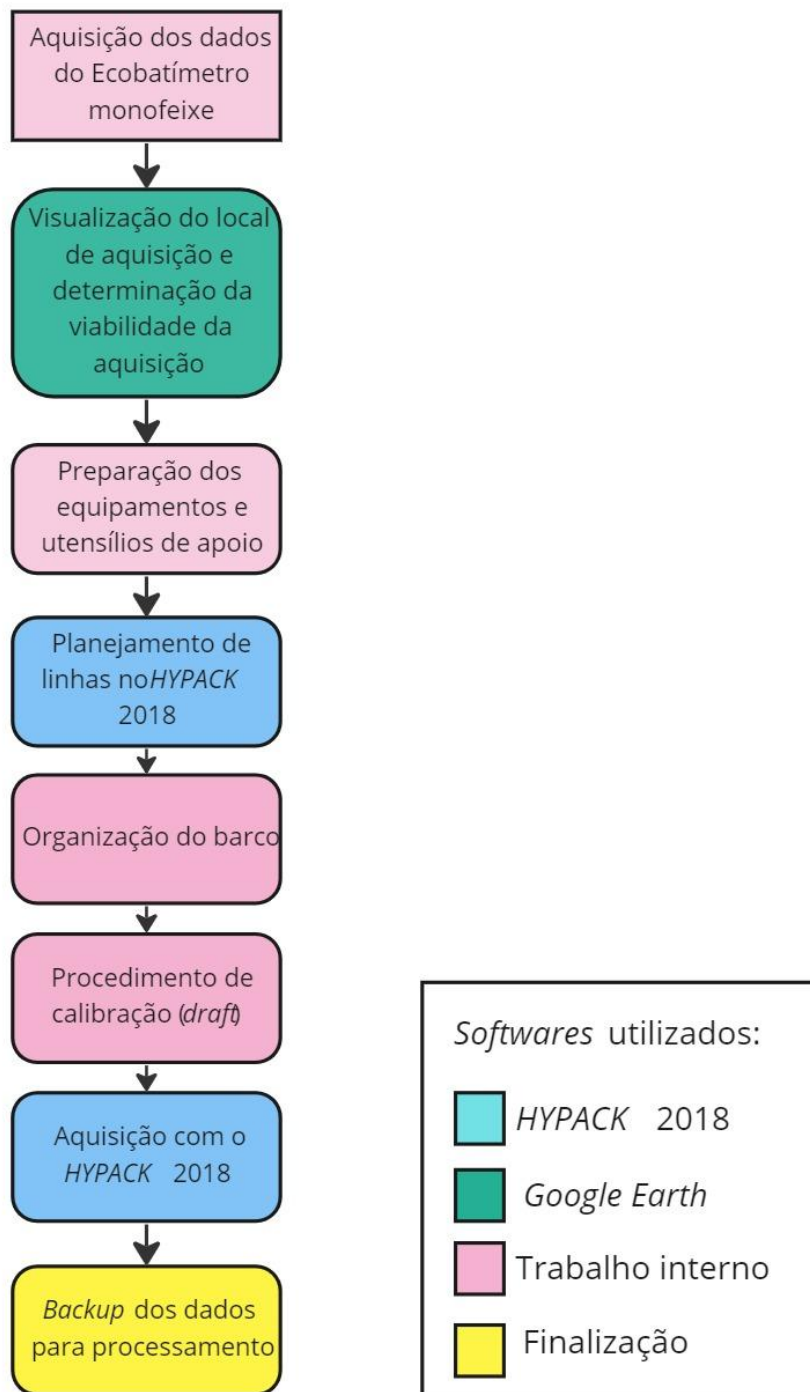 Aquisição dos dados
do Ecobatímetro
monofeixe
Visualização do local
de aquisição e
determinação da
viabilidade da
aquisição
Preparação dos
equipamentos e
utensílios de apoio
Planejamento de
linhas no HYPACK
2018
Organização do barco
Procedimento de
calibração (draft)
Aquisição com o
HYPACK 2018
Backup dos dados
para processamento
Softwares utilizados:
HYPACK 2018
Google Earth
Trabalho interno
Finalização